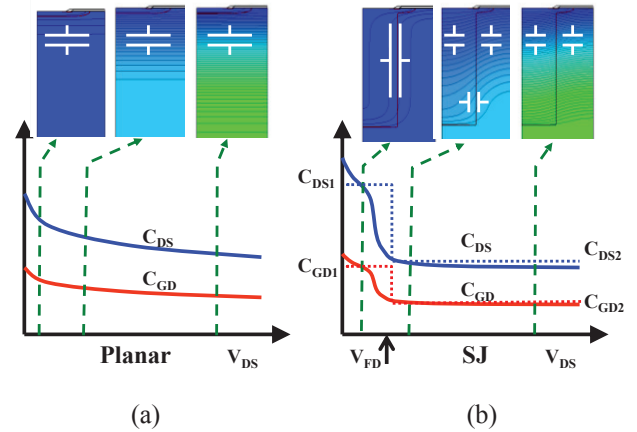 C_DS
C_GD
Planar
V_DS
(a)
C_DS1
C_GD1
C_DS
C_DS2
C_GD
C_GD2
V_FD
SJ
V_DS
(b)